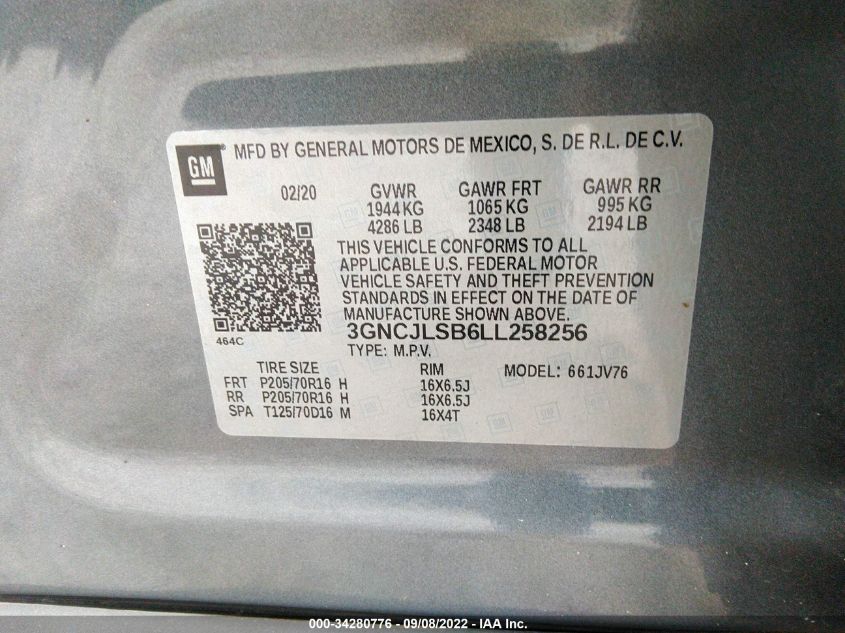 GM MFD BY GENERAL MOTORS DE MEXICO, S. DE R.L. DE C.V.
02/20 GVWR GAWR FRT GAWR RR
1944 KG 1065 KG 995 KG
4286 LB 2348 LB 2194 LB
THIS VEHICLE CONFORMS TO ALL
APPLICABLE U.S. FEDERAL MOTOR
VEHICLE SAFETY AND THEFT PREVENTION
STANDARDS IN EFFECT ON THE DATE OF
MANUFACTURE SHOWN ABOVE.
464C 3GNCJLSB6LL258256
TYPE: M.P.V.
TIRE SIZE RIM MODEL: 661JV76
FRT P205/70R16 H 16X6.5J
RR P205/70R16 H 16X6.5J
SPA T125/70D16 M 16X4T
000-34280776 - 09/08/2022 - IAA Inc.